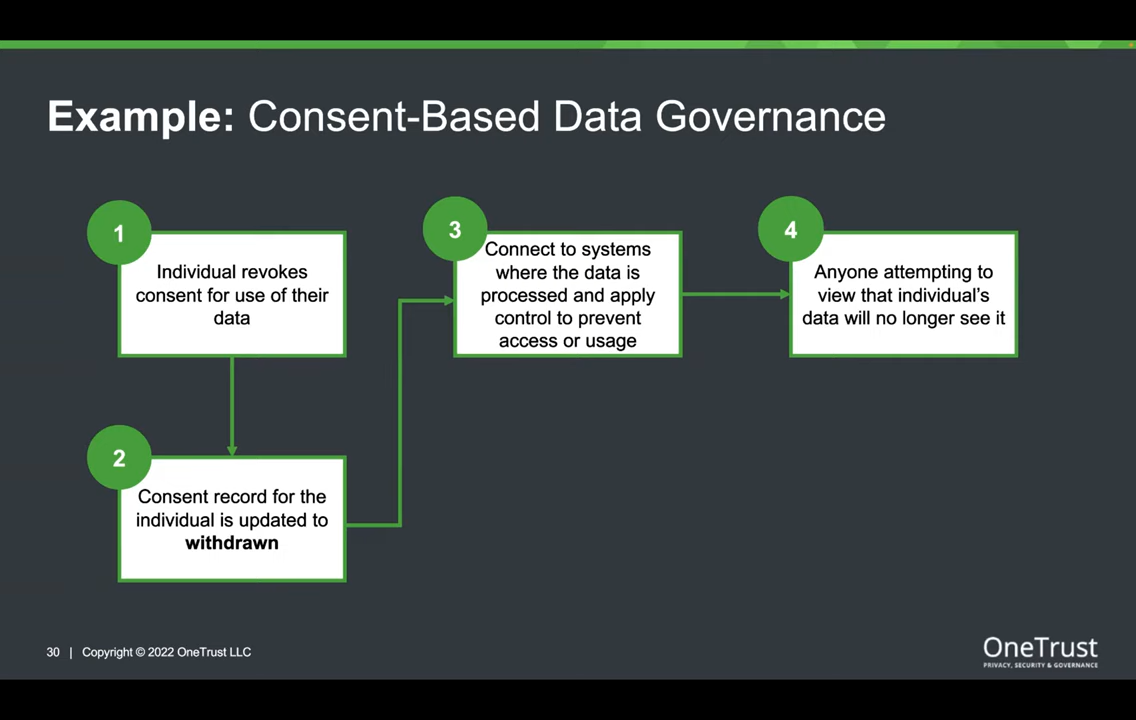 Example: Consent-Based Data Governance
1
Individual revokes
consent for use of their
data
2
Consent record for the
individual is updated to
withdrawn
3
Connect to systems
where the data is
processed and apply
control to prevent
access or usage
4
Anyone attempting to
view that individual’s
data will no longer see it
30 | Copyright © 2022 OneTrust LLC
OneTrust
PRIVACY, SECURITY & GOVERNANCE